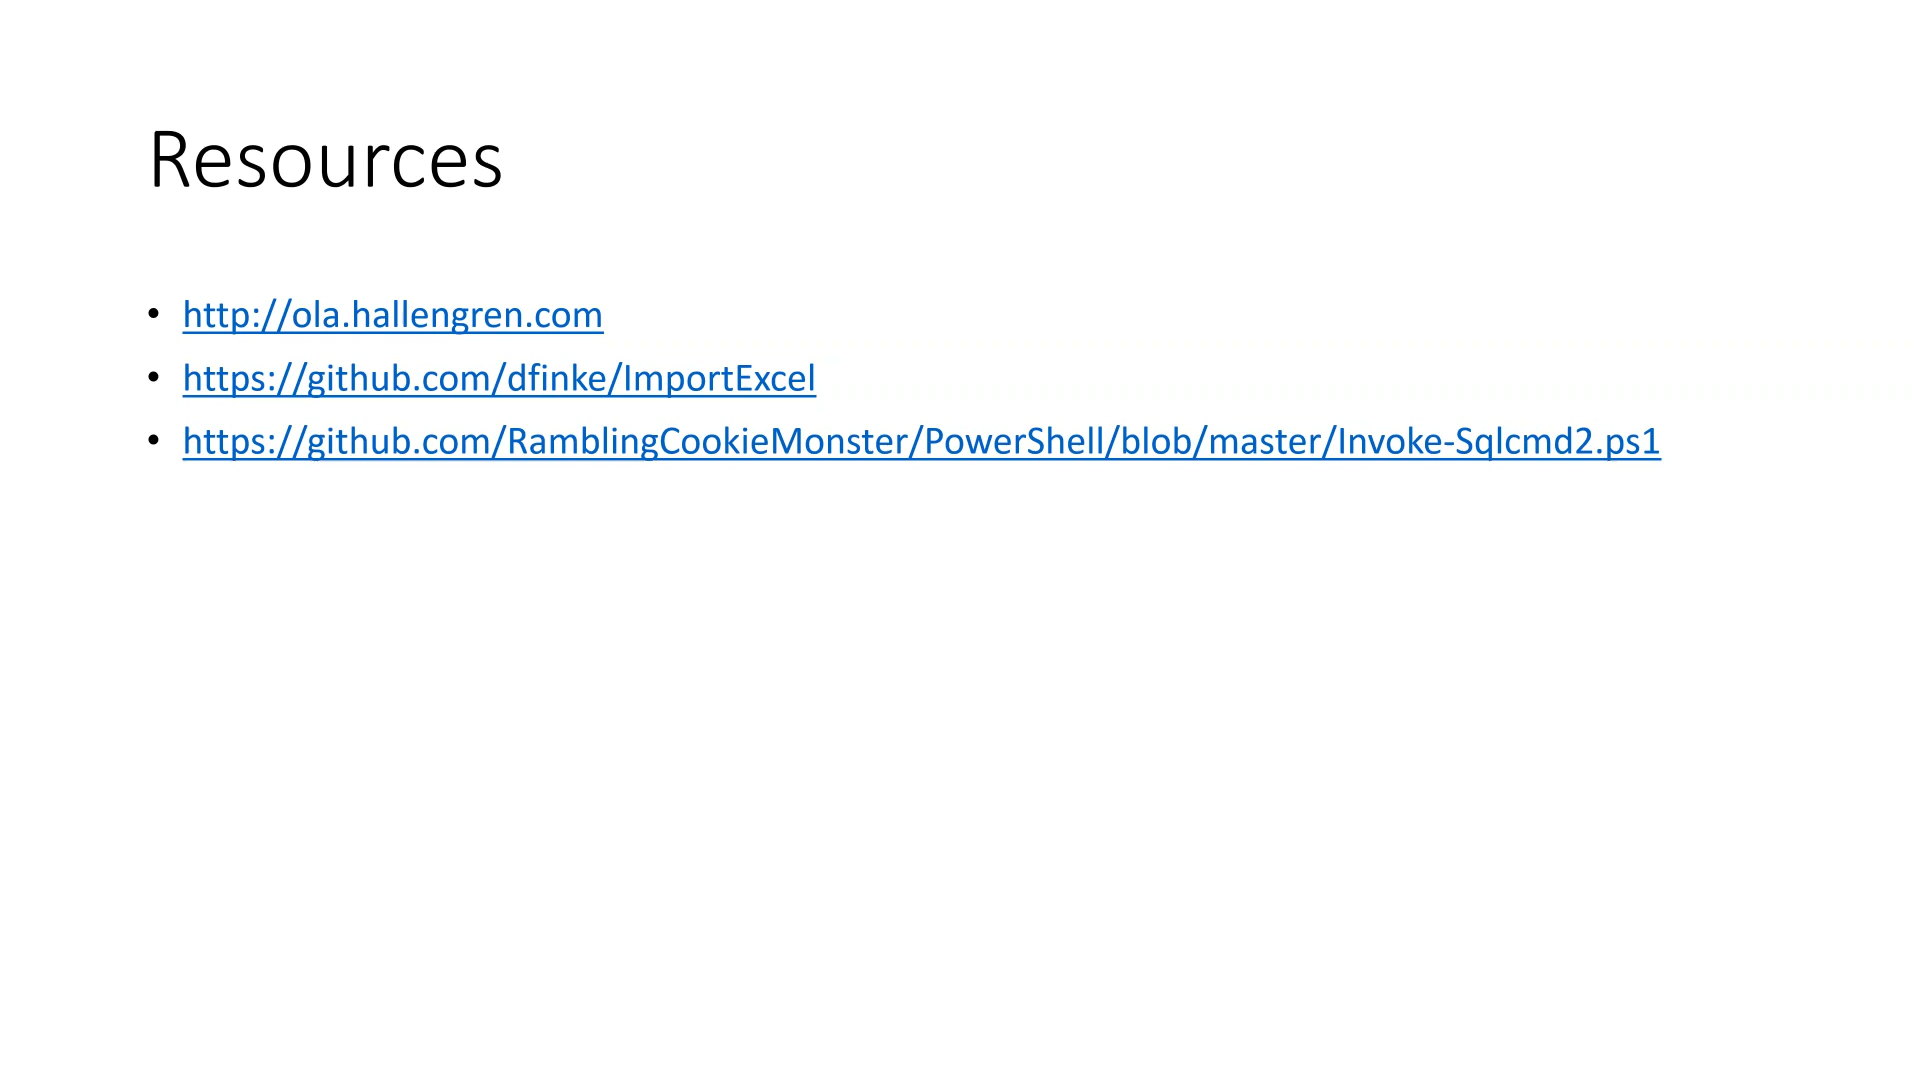 Resources
• http://ola.hallengren.com
• https://github.com/dfinke/ImportExcel
• https://github.com/RamblingCookieMonster/PowerShell/blob/master/Invoke-Sqlcmd2.ps1